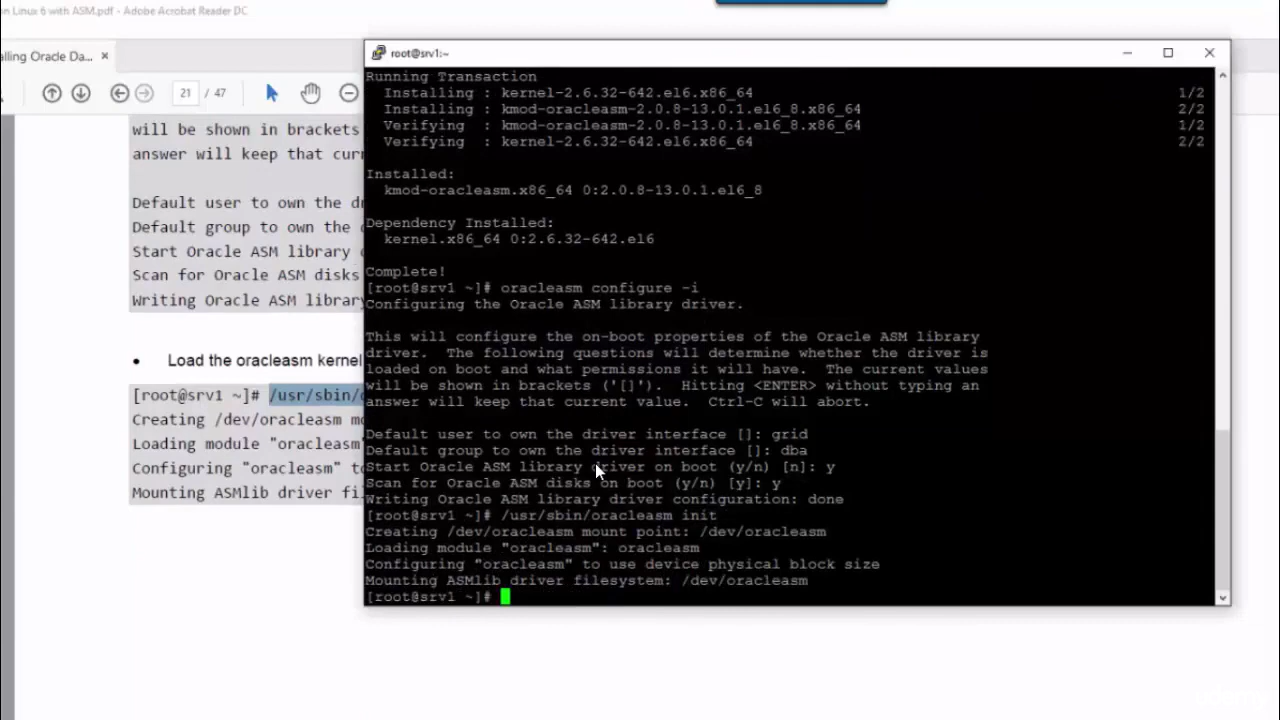 on Linux 6 with ASM.pdf - Adobe Acrobat Reader DC
alling Oracle Da... ×
21 / 47
will be shown in brackets
answer will keep that curr
Default user to own the dr
Default group to own the
Start Oracle ASM library
Scan for Oracle ASM disks
Writing Oracle ASM library
• Load the oracleasm kernel
[root@srv1 ~]# /usr/sbin/
Creating /dev/oracleasm mo
Loading module "oracleasm"
Configuring "oracleasm" to
Mounting ASMlib driver fil
root@srv1:~
Running Transaction
Installing : kernel-2.6.32-642.el6.x86_64 1/2
Installing : kmod-oracleasm-2.0.8-13.0.1.el6_8.x86_64 2/2
Verifying : kmod-oracleasm-2.0.8-13.0.1.el6_8.x86_64 1/2
Verifying : kernel-2.6.32-642.el6.x86_64 2/2
Installed:
kmod-oracleasm.x86_64 0:2.0.8-13.0.1.el6_8
Dependency Installed:
kernel.x86_64 0:2.6.32-642.el6
Complete!
[root@srv1 ~]# oracleasm configure -i
Configuring the Oracle ASM library driver.
This will configure the on-boot properties of the Oracle ASM library
driver. The following questions will determine whether the driver is
loaded on boot and what permissions it will have. The current values
will be shown in brackets ('[]'). Hitting <ENTER> without typing an
answer will keep that current value. Ctrl-C will abort.
Default user to own the driver interface []: grid
Default group to own the driver interface []: dba
Start Oracle ASM library driver on boot (y/n) [n]: y
Scan for Oracle ASM disks on boot (y/n) [y]: y
Writing Oracle ASM library driver configuration: done
[root@srv1 ~]# /usr/sbin/oracleasm init
Creating /dev/oracleasm mount point: /dev/oracleasm
Loading module "oracleasm": oracleasm
Configuring "oracleasm" to use device physical block size
Mounting ASMlib driver filesystem: /dev/oracleasm
[root@srv1 ~]#